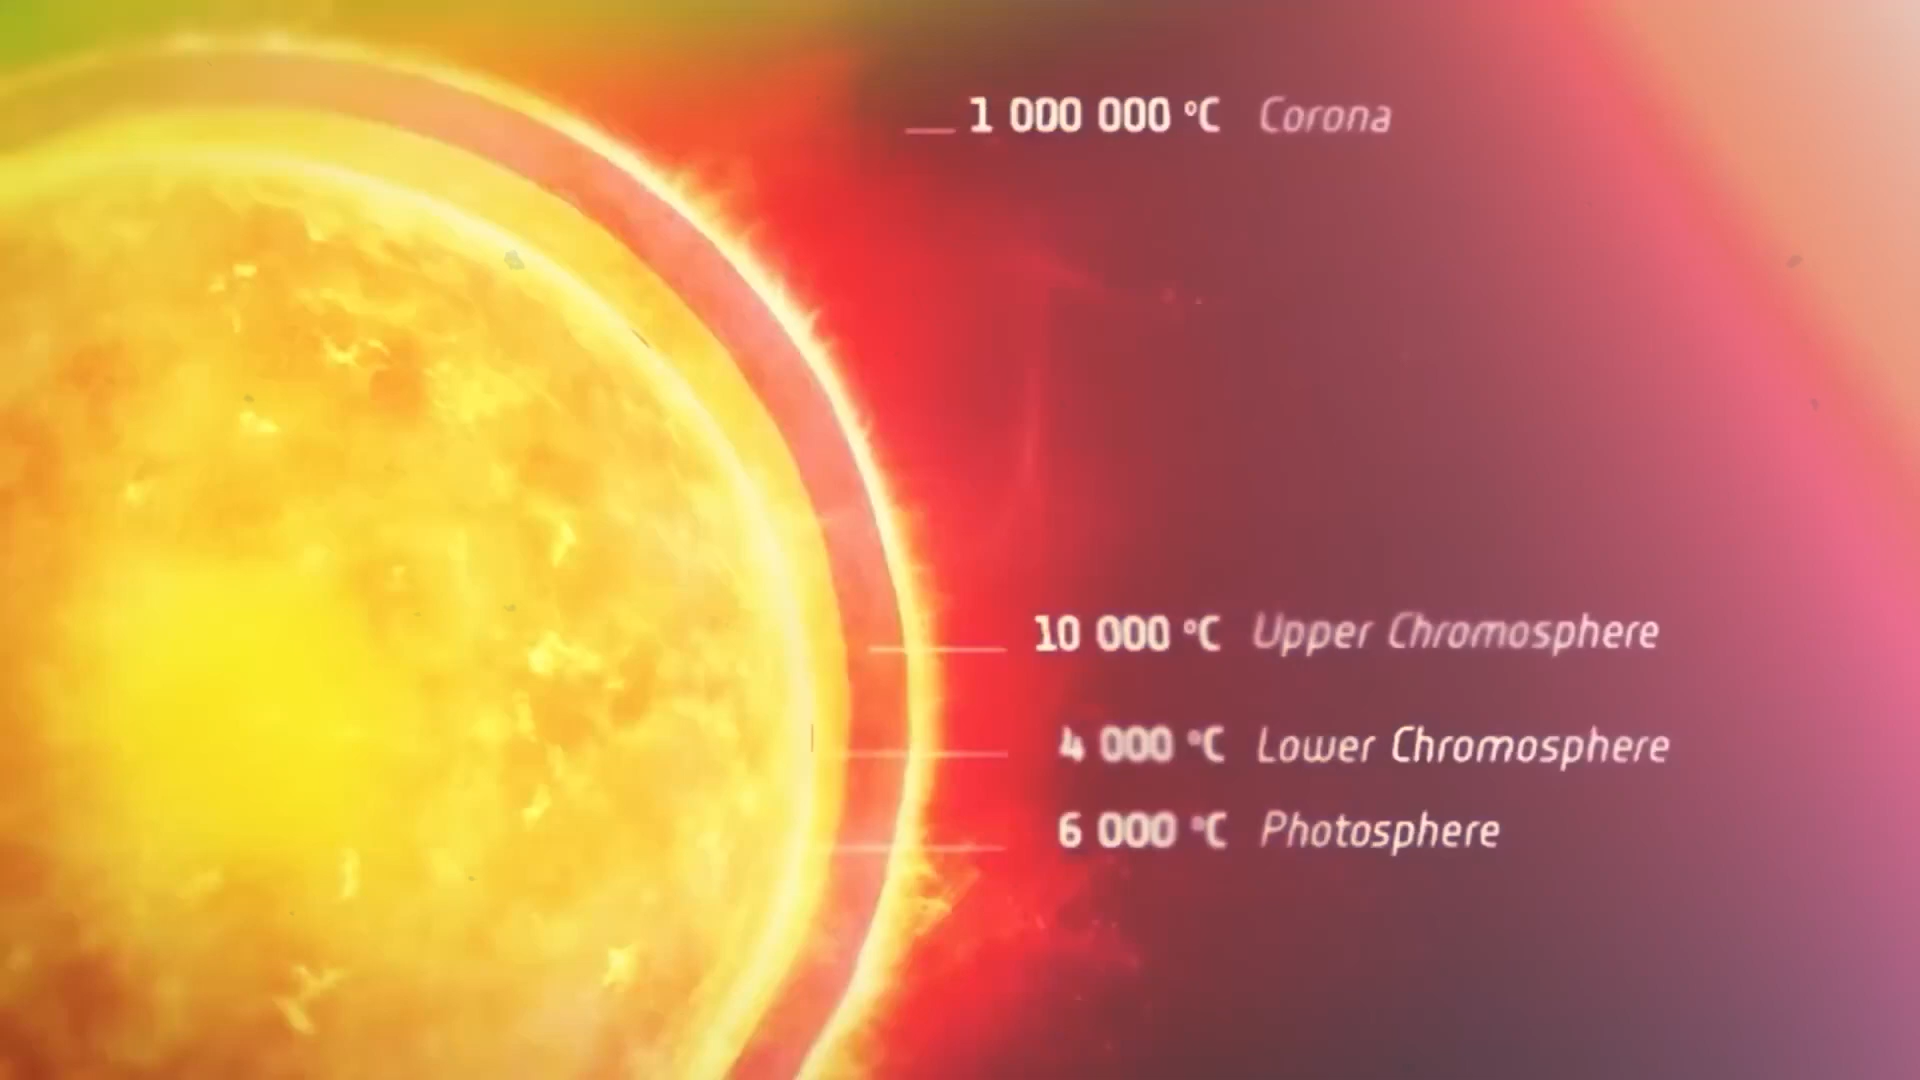 1 000 000 °C Corona
10 000 °C Upper Chromosphere
4 000 °C Lower Chromosphere
6 000 °C Photosphere